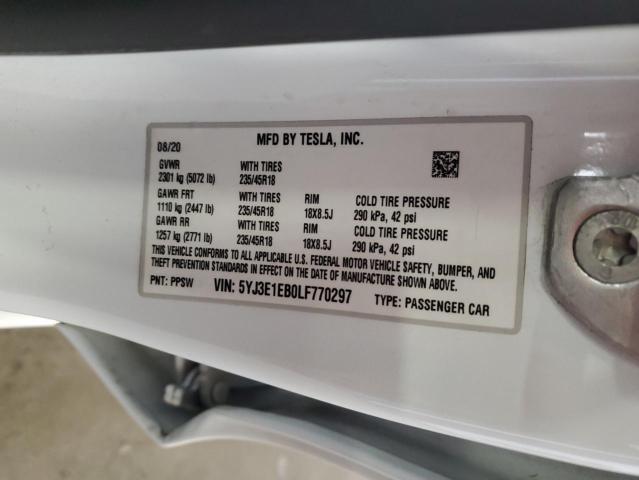 08/20 MFD BY TESLA, INC.
GVWR WITH TIRES
2301 kg (5072 lb) 235/45R18
GAWR FRT WITH TIRES RIM COLD TIRE PRESSURE
1110 kg (2447 lb) 235/45R18 18X8.5J 290 kPa, 42 psi
GAWR RR WITH TIRES RIM COLD TIRE PRESSURE
1257 kg (2771 lb) 235/45R18 18X8.5J 290 kPa, 42 psi
THIS VEHICLE CONFORMS TO ALL APPLICABLE U.S. FEDERAL MOTOR VEHICLE SAFETY, BUMPER, AND
THEFT PREVENTION STANDARDS IN EFFECT ON THE DATE OF MANUFACTURE SHOWN ABOVE.
PNT: PPSW VIN: 5YJ3E1EB0LF770297 TYPE: PASSENGER CAR